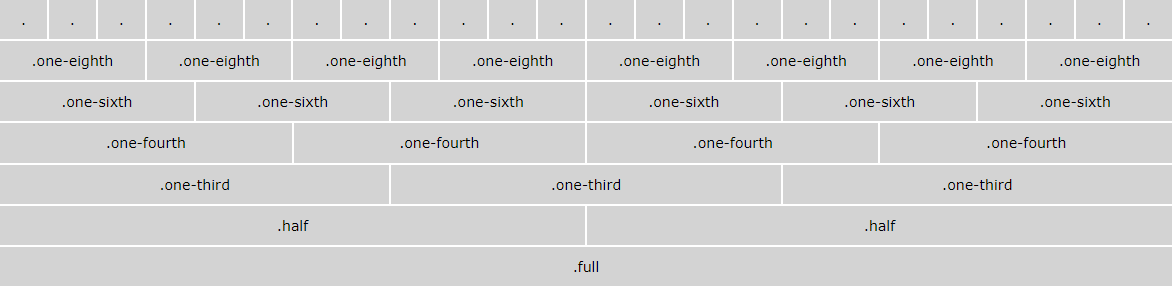 . . . . . . . . . . . . . . . . . . . . . . . .
.one-eighth .one-eighth .one-eighth .one-eighth .one-eighth .one-eighth .one-eighth .one-eighth
.one-sixth .one-sixth .one-sixth .one-sixth .one-sixth .one-sixth
.one-fourth .one-fourth .one-fourth .one-fourth
.one-third .one-third .one-third
.half .half
.full